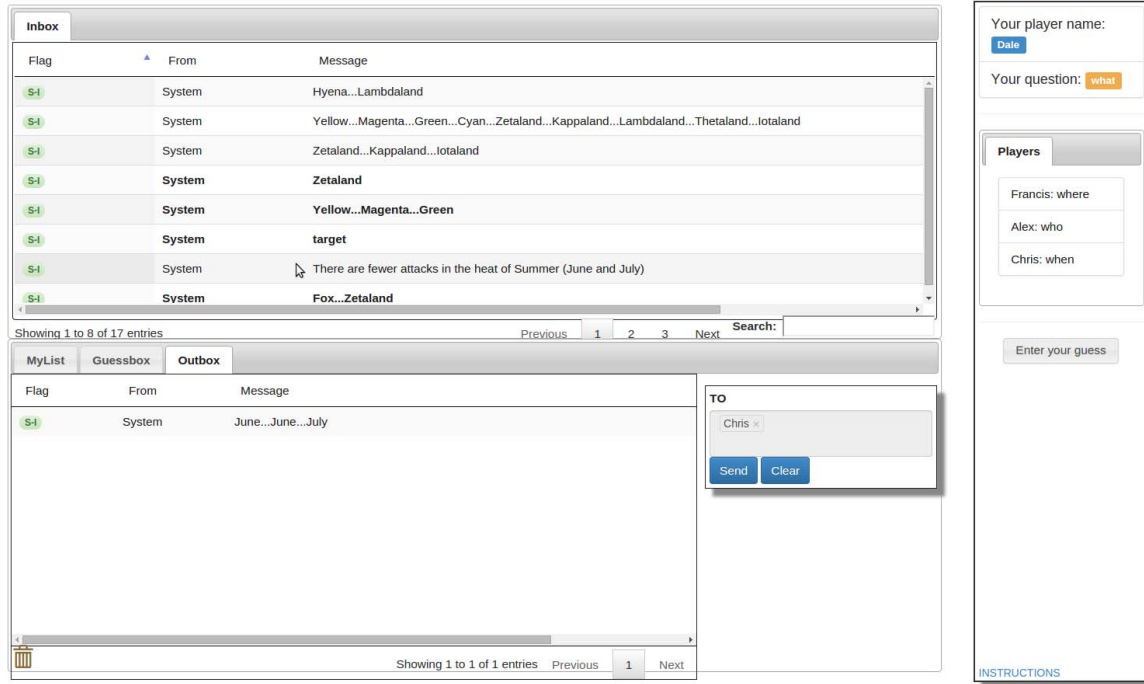 Inbox
Flag From Message
S-I System Hyena...Lambdaland
S-I System Yellow...Magenta...Green...Cyan...Zetaland...Kappaland...Lambdaland...Thetaland...Iotaland
S-I System Zetaland...Kappaland...Iotaland
S-I System Zetaland
S-I System Yellow...Magenta...Green
S-I System target
S-I System There are fewer attacks in the heat of Summer (June and July)
S-I System Fox...Zetaland
Showing 1 to 8 of 17 entries Previous 1 2 3 Next Search:
MyList Guessbox Outbox
Flag From Message
S-I System June...June...July
Showing 1 to 1 of 1 entries Previous 1 Next
TO
Chris ×
Send Clear
Your player name:
Dale
Your question: what
Players
Francis: where
Alex: who
Chris: when
Enter your guess
INSTRUCTIONS